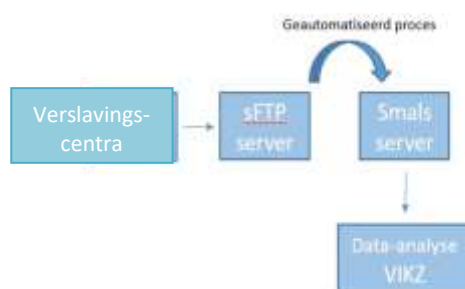 Geautomatiseerd proces
Verslavings-
centra
sFTP
server
Smals
server
Data-analyse
VIKZ